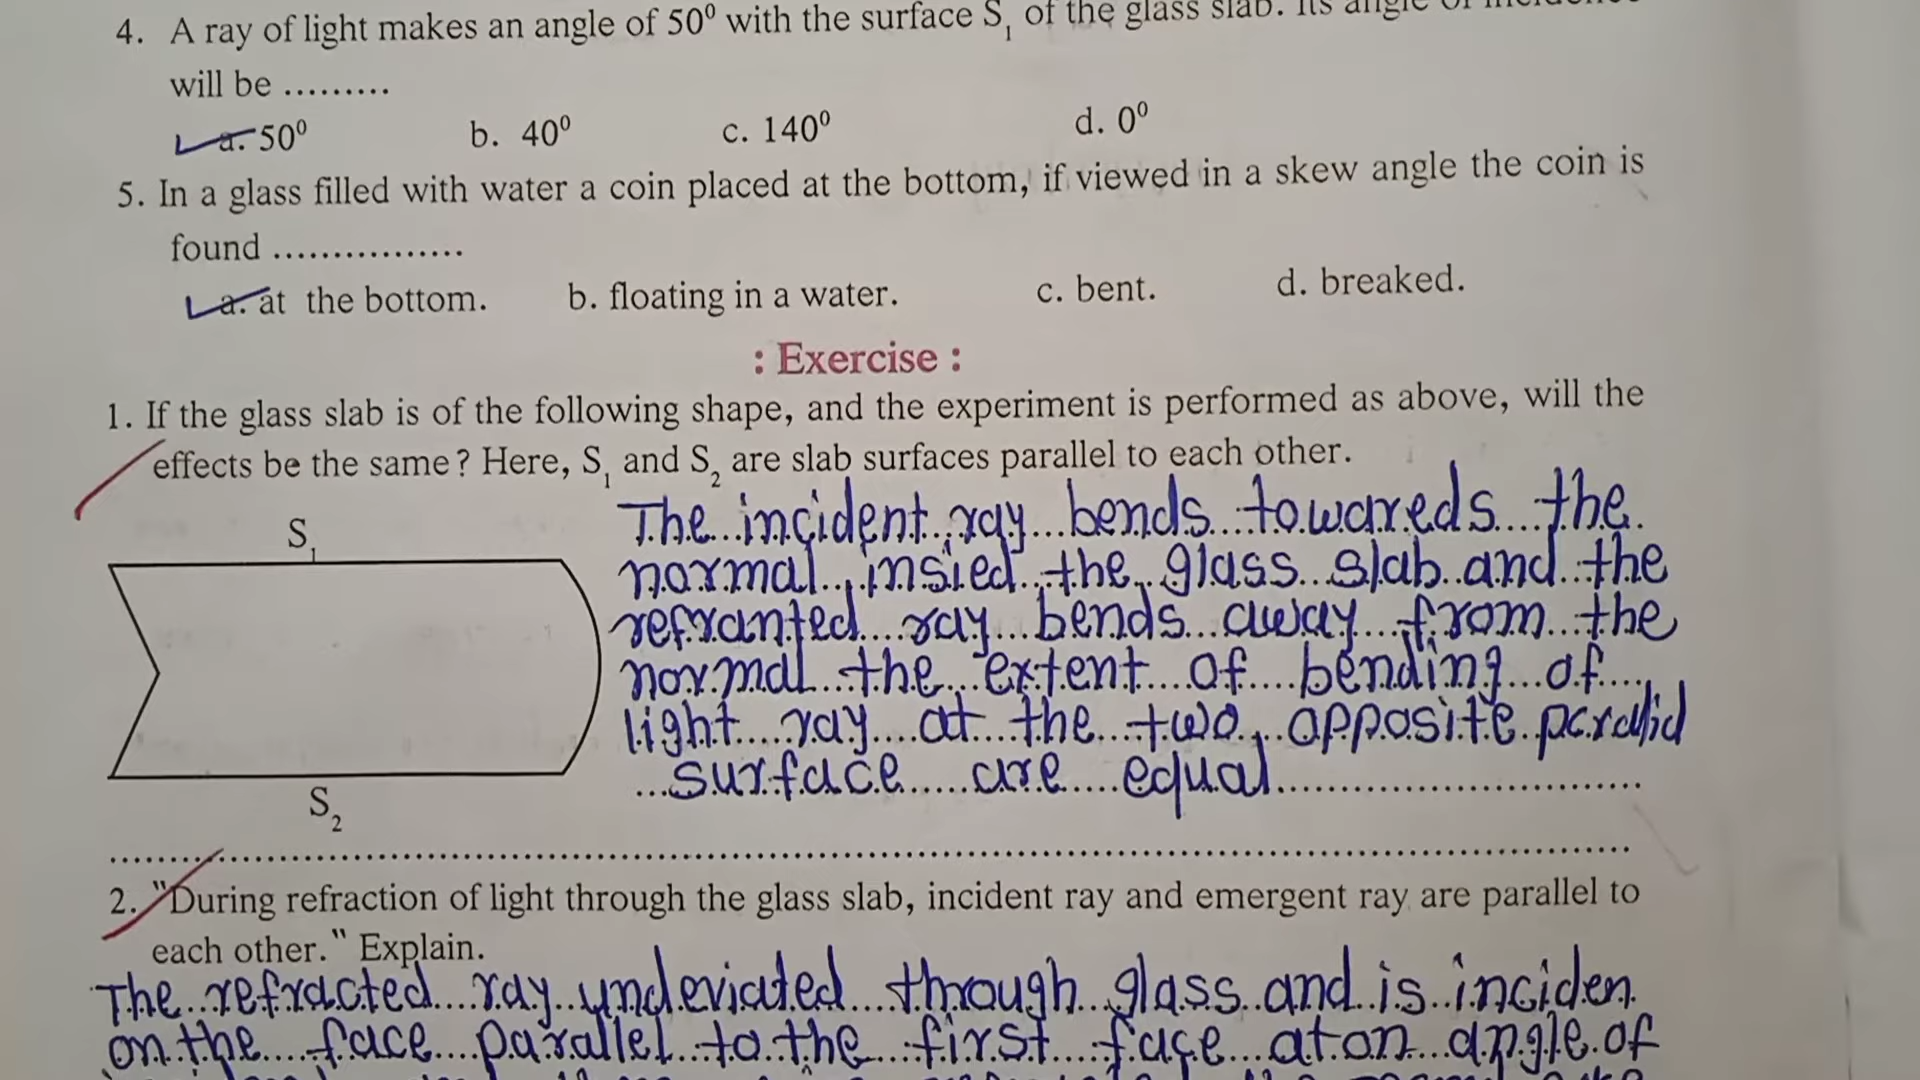 4. A ray of light makes an angle of 50⁰ with the surface S₁ of the glass slab. Its angle of incidence
will be .........
a. 50⁰ b. 40⁰ c. 140⁰ d. 0⁰
5. In a glass filled with water a coin placed at the bottom, if viewed in a skew angle the coin is
found ................
a. at the bottom. b. floating in a water. c. bent. d. breaked.
: Exercise :
1. If the glass slab is of the following shape, and the experiment is performed as above, will the
effects be the same? Here, S₁ and S₂ are slab surfaces parallel to each other.
S₁
The incident ray bends towareds the
normal insied the glass slab and the
refranted ray bends away from the
normal the extent of bending of
light ray at the two opposite
surface are equal
S₂
2. "During refraction of light through the glass slab, incident ray and emergent ray are parallel to
each other." Explain.
The refracted ray undeviated through glass and is inciden
on the face parallel to the first face aton angle of